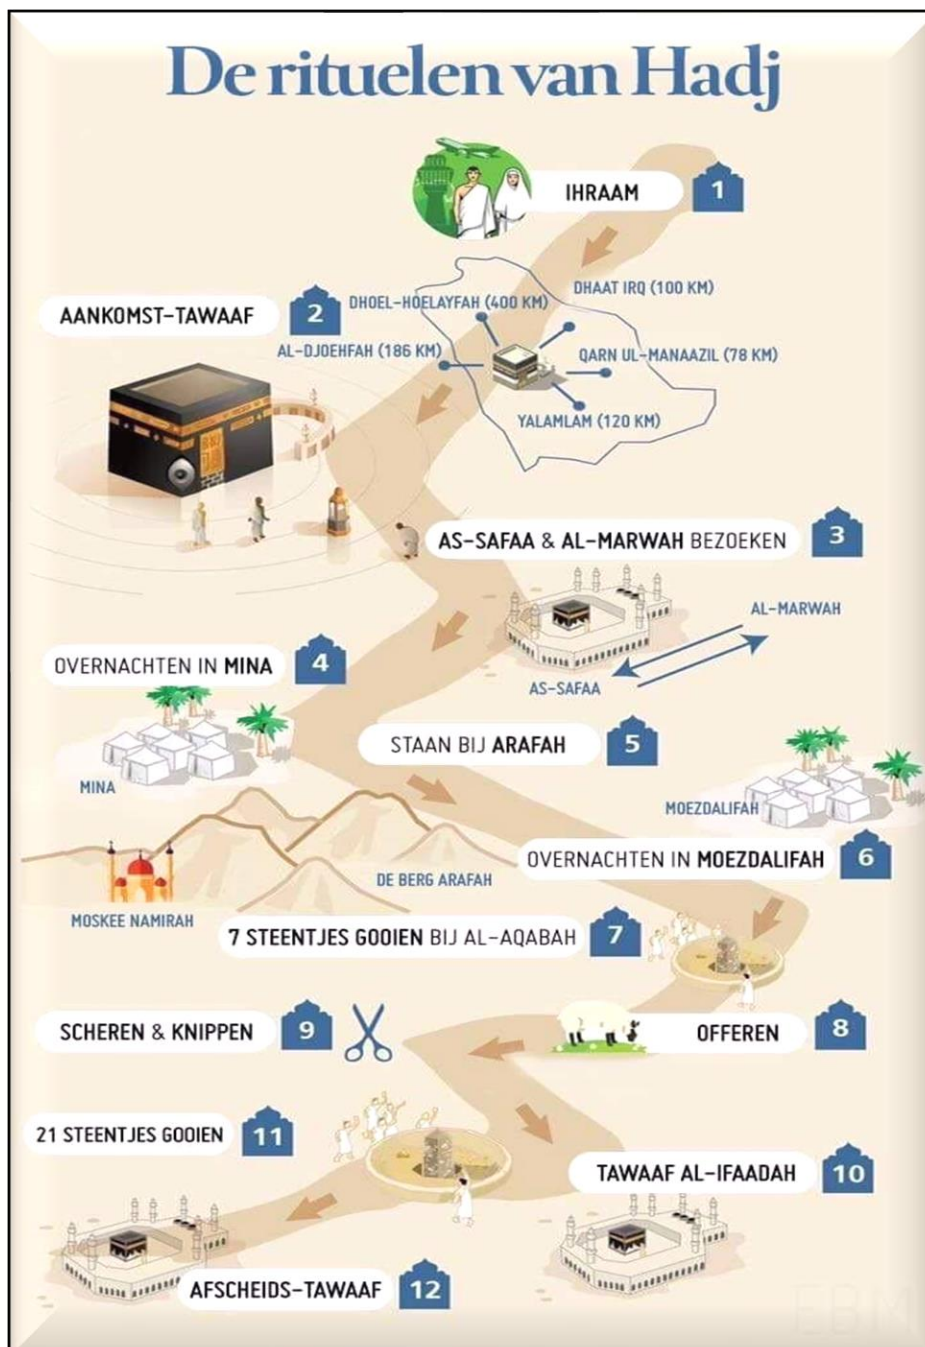 De rituelen van Hadj
IHRAAM
1
DHAAT IRQ (100 KM)
DHOEL-HOELAYFAH (400 KM)
AANKOMST-TAWAAF
2
AL-DJOEHFAH (186 KM)
QARN UL-MANAAZIL (78 KM)
YALAMLAM (120 KM)
AS-SAFAA & AL-MARWAH BEZOEKEN
3
AL-MARWAH
AS-SAFAA
OVERNACHTEN IN MINA
4
MINA
STAAN BIJ ARAFAH
5
MOEZDALIFAH
OVERNACHTEN IN MOEZDALIFAH
6
DE BERG ARAFAH
MOSKEE NAMIRAH
7 STEENTJES GOOIEN BIJ AL-AQABAH
7
OFFEREN
8
SCHEREN & KNIPPEN
9
TAWAAF AL-IFAADAH
10
21 STEENTJES GOOIEN
11
AFSCHEIDS-TAWAAF
12
EBM